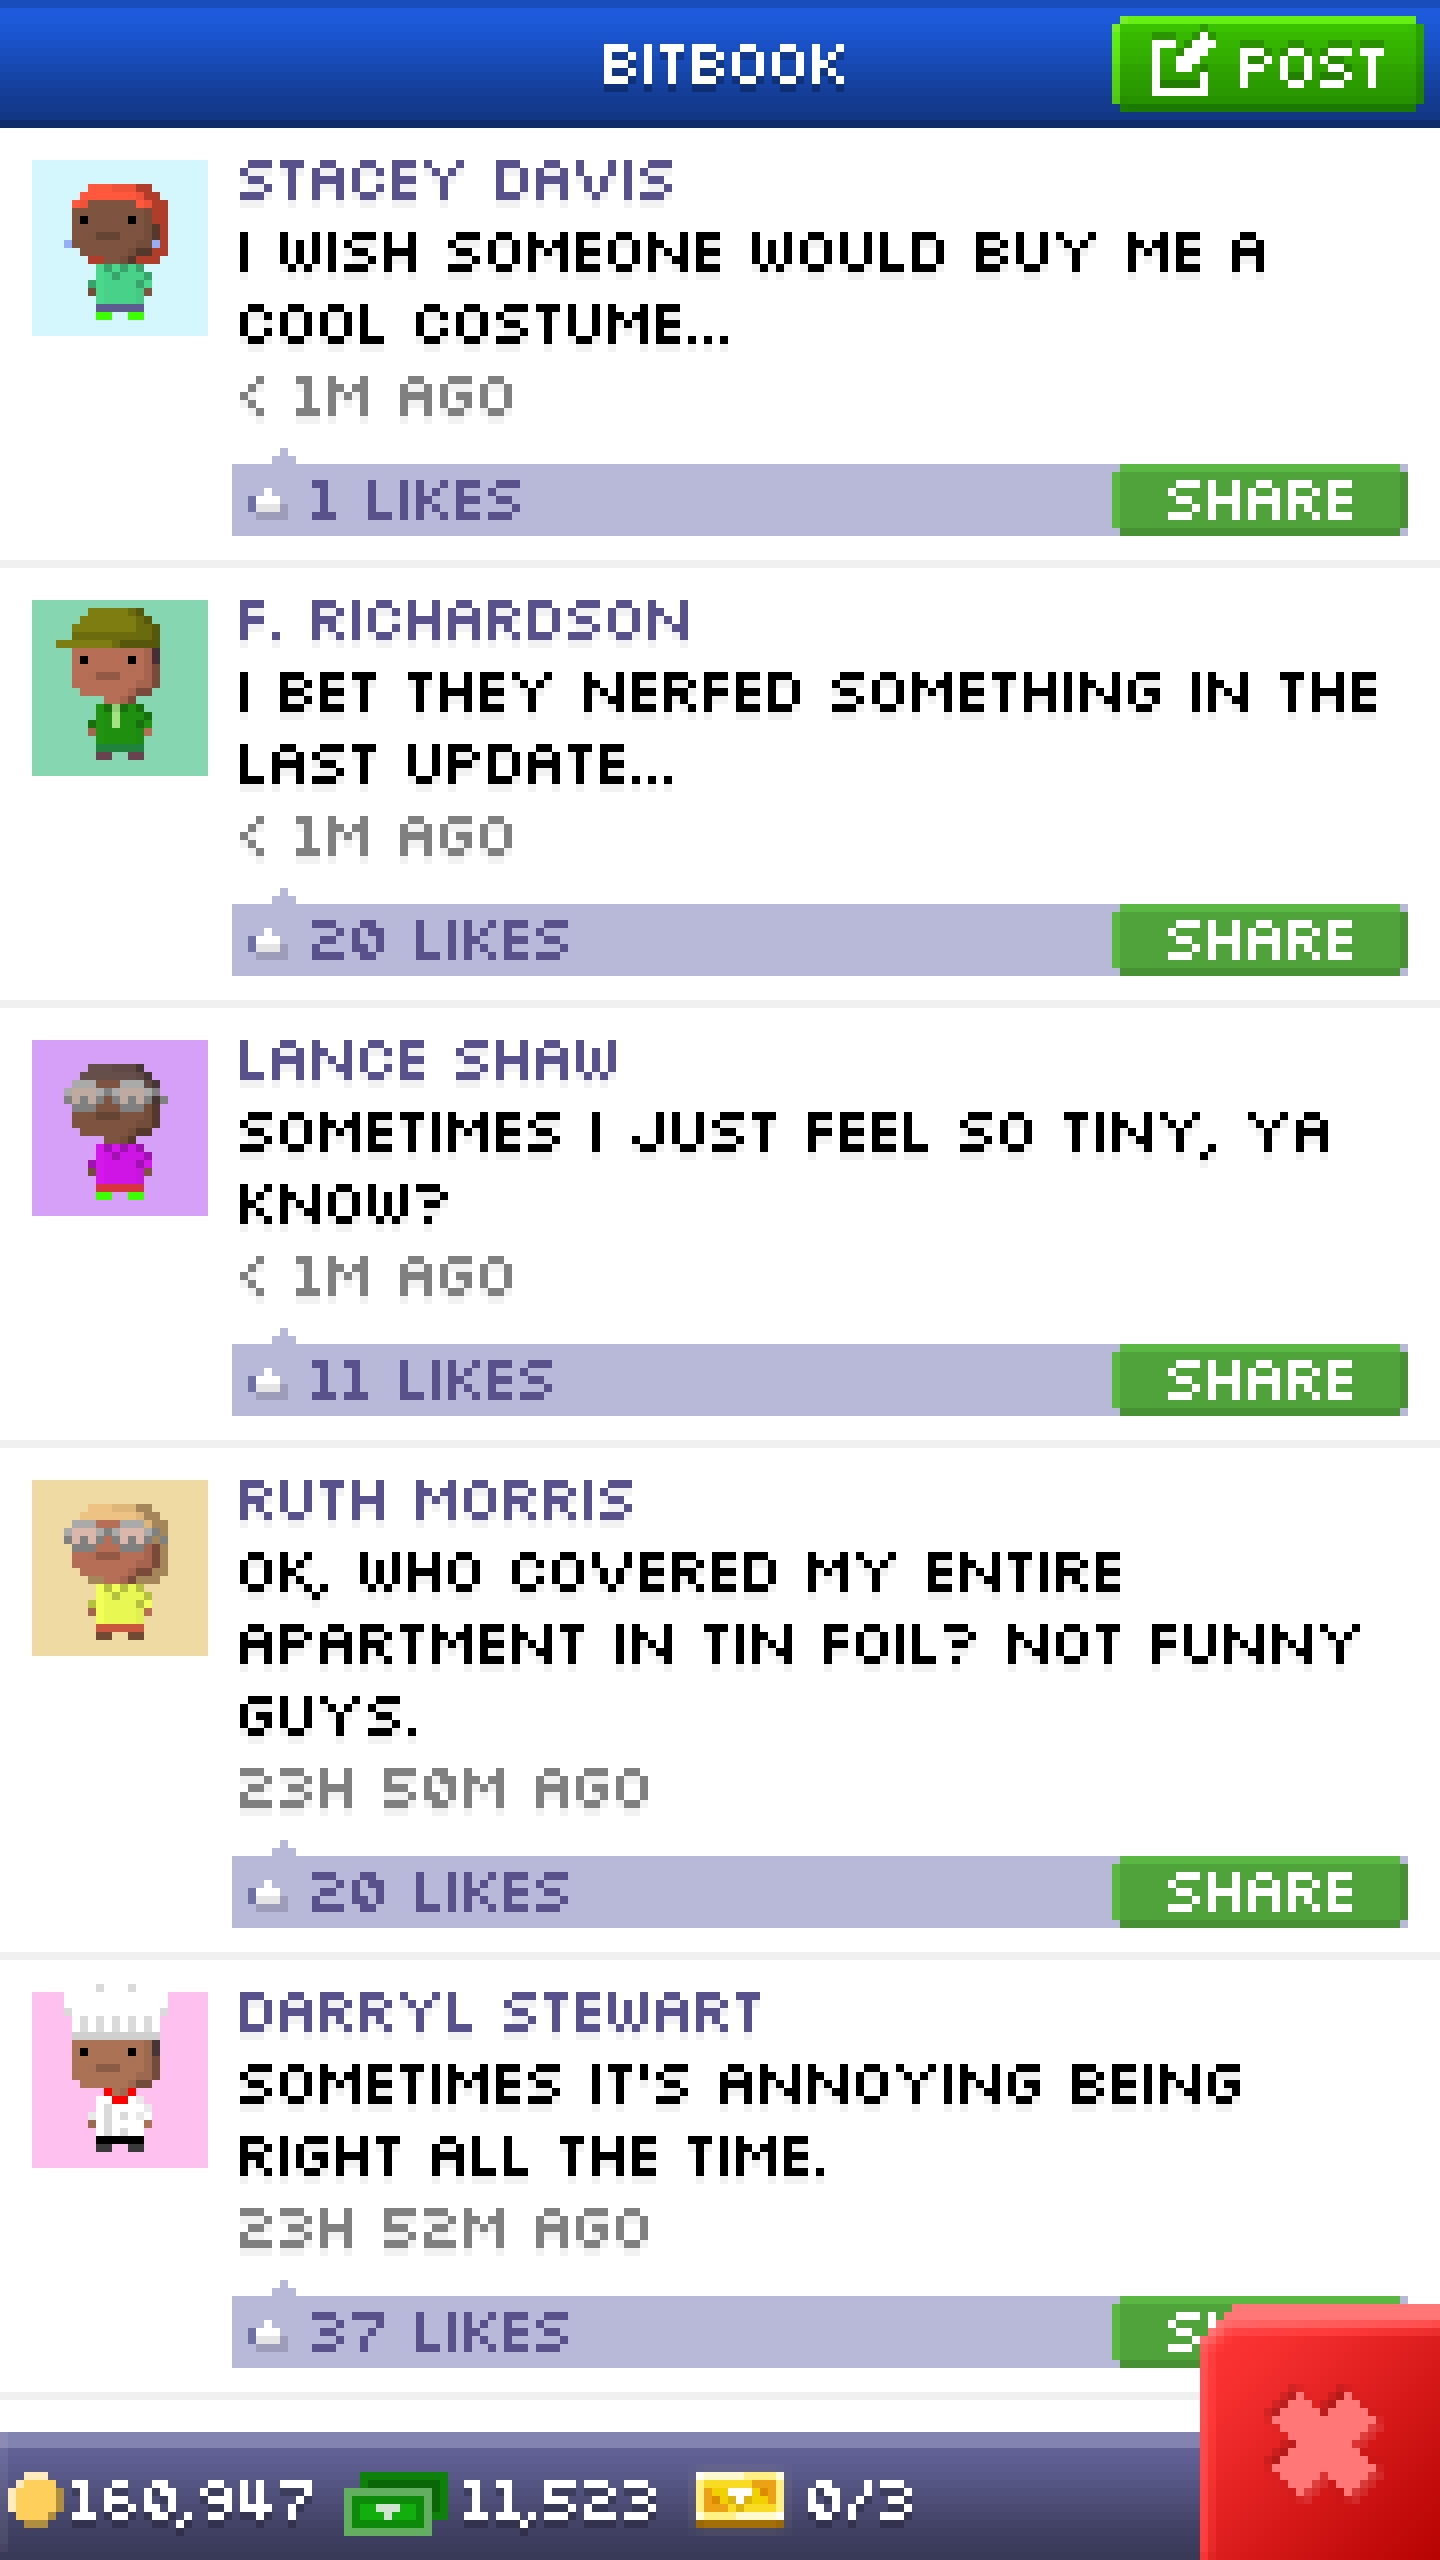 BITBOOK
POST
STACEY DAVIS
I WISH SOMEONE WOULD BUY ME A
COOL COSTUME...
< 1M AGO
1 LIKES
SHARE
F. RICHARDSON
I BET THEY NERFED SOMETHING IN THE
LAST UPDATE...
< 1M AGO
20 LIKES
SHARE
LANCE SHAW
SOMETIMES I JUST FEEL SO TINY, YA
KNOW?
< 1M AGO
11 LIKES
SHARE
RUTH MORRIS
OK, WHO COVERED MY ENTIRE
APARTMENT IN TIN FOIL? NOT FUNNY
GUYS.
23H 50M AGO
20 LIKES
SHARE
DARRYL STEWART
SOMETIMES IT'S ANNOYING BEING
RIGHT ALL THE TIME.
23H 52M AGO
37 LIKES
160,947
11,523
0/3